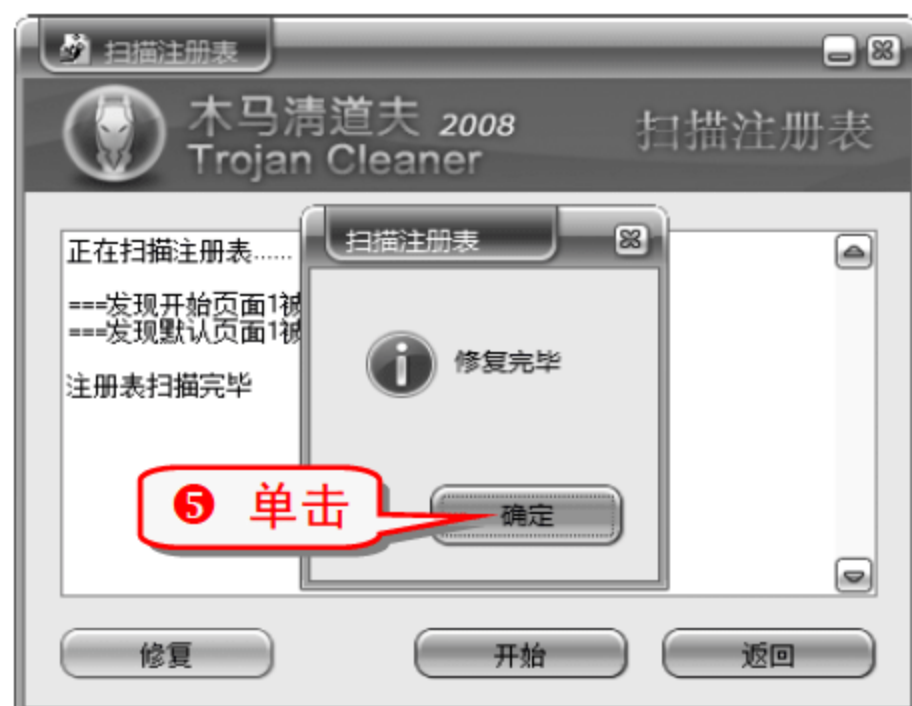 扫描注册表
木马清道夫 2008
Trojan Cleaner
扫描注册表
正在扫描注册表......
===发现开始页面1被
===发现默认页面1被
注册表扫描完毕
扫描注册表
修复完毕
❺ 单击
确定
修复
开始
返回